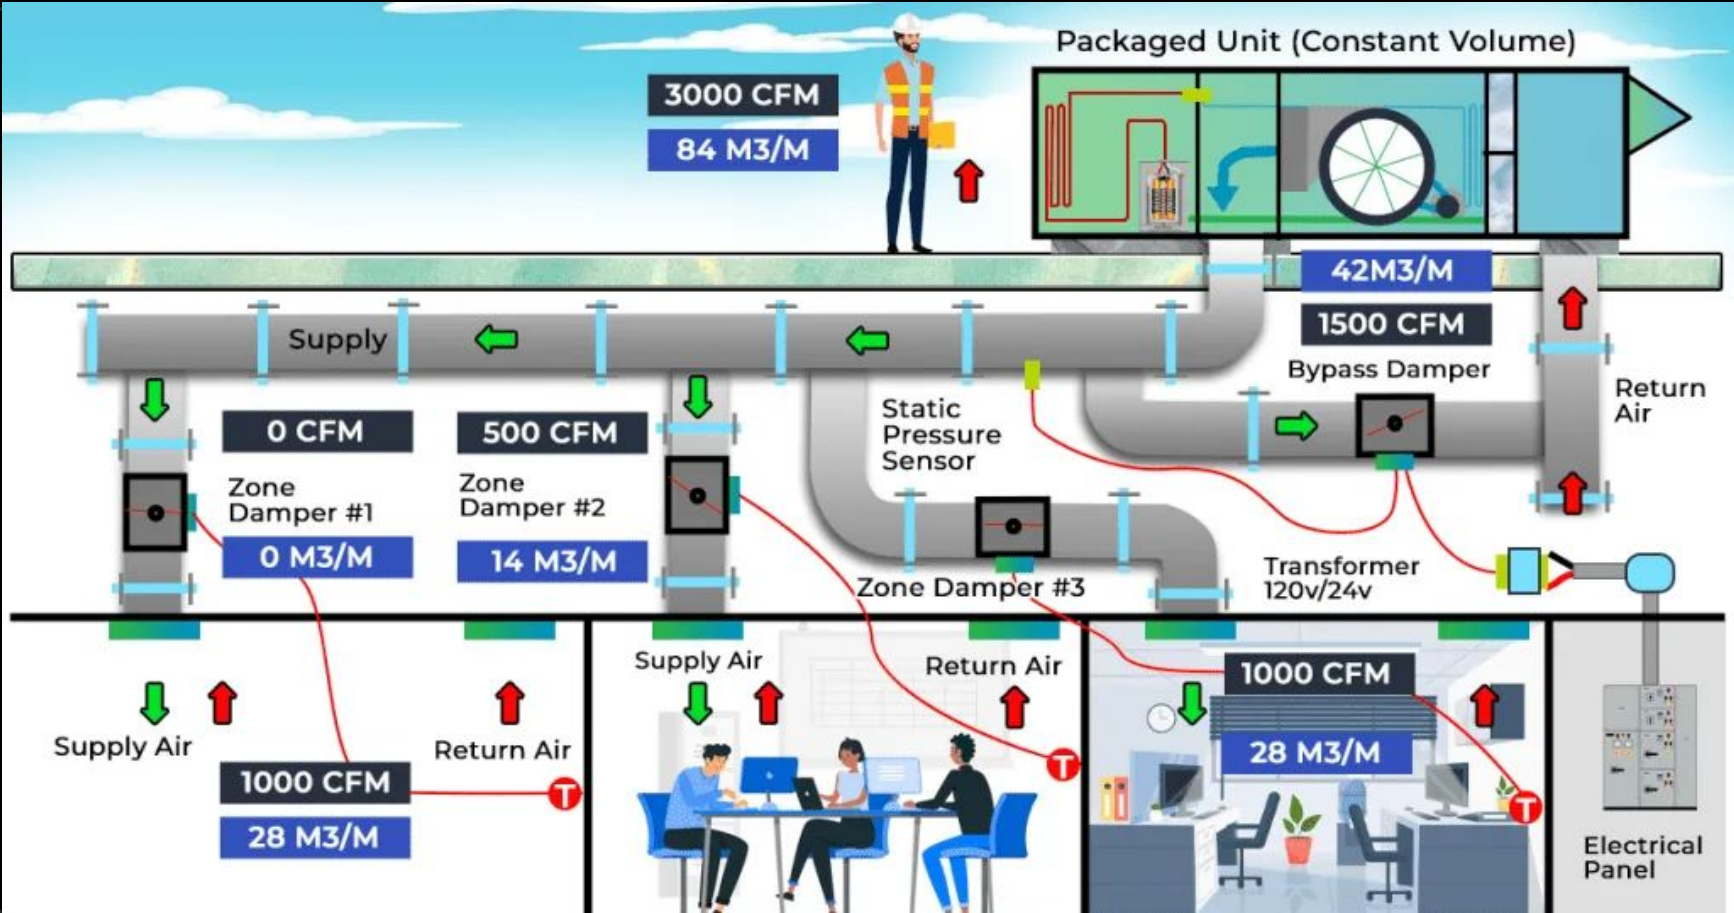 Packaged Unit (Constant Volume)
3000 CFM
84 M3/M
42M3/M
1500 CFM
Bypass Damper
Supply
Return
Air
Static
Pressure
Sensor
0 CFM
Zone
Damper #1
0 M3/M
500 CFM
Zone
Damper #2
14 M3/M
Zone Damper #3
Transformer
120v/24v
Supply Air
Return Air
1000 CFM
28 M3/M
T
Supply Air
Return Air
T
1000 CFM
28 M3/M
T
Electrical
Panel